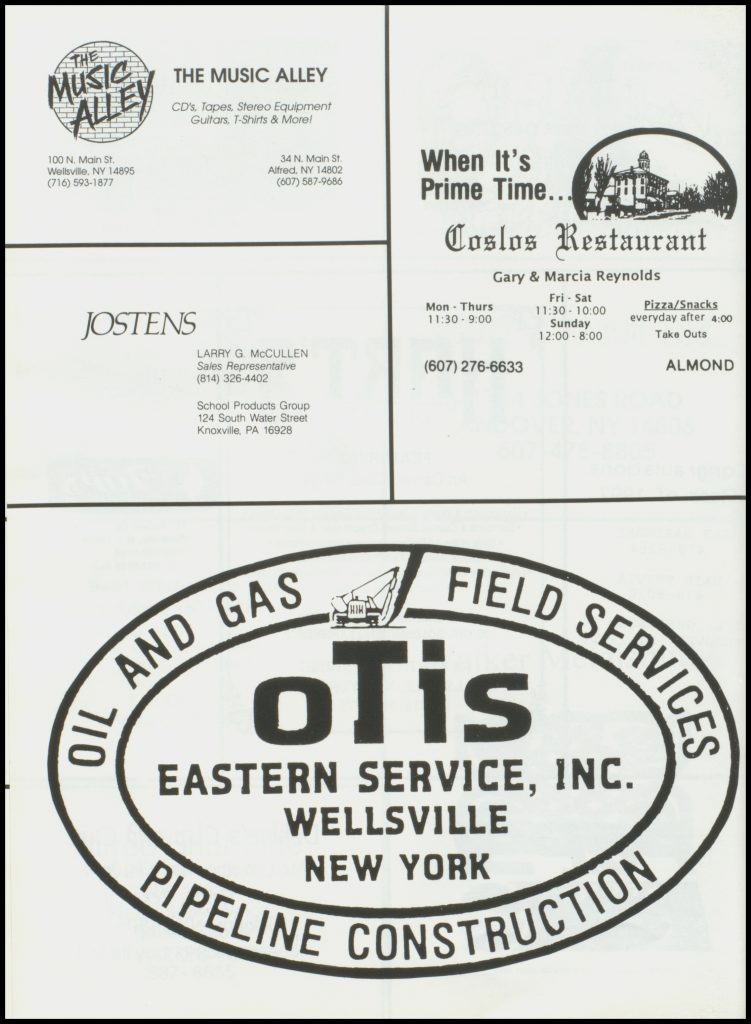 THE
MUSIC
ALLEY
THE MUSIC ALLEY
CD's, Tapes, Stereo Equipment
Guitars, T-Shirts & More!
100 N. Main St.
Wellsville, NY 14895
(716) 593-1877
34 N. Main St.
Alfred, NY 14802
(607) 587-9686
When It's
Prime Time...
Coslos Restaurant
Gary & Marcia Reynolds
Mon - Thurs
11:30 - 9:00
Fri - Sat
11:30 - 10:00
Sunday
12:00 - 8:00
Pizza/Snacks
everyday after 4:00
Take Outs
(607) 276-6633
ALMOND
JOSTENS
LARRY G. McCULLEN
Sales Representative
(814) 326-4402
School Products Group
124 South Water Street
Knoxville, PA 16928
OIL AND GAS FIELD SERVICES
oTis
EASTERN SERVICE, INC.
WELLSVILLE
NEW YORK
PIPELINE CONSTRUCTION